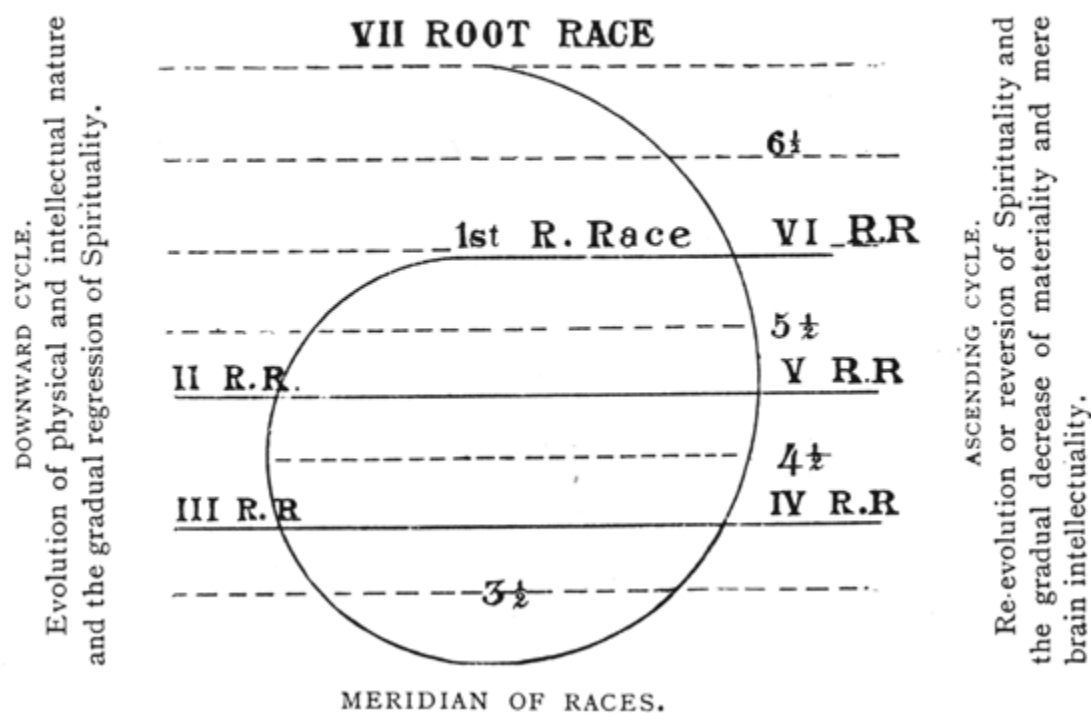 VII ROOT RACE
6½
1st R. Race VI R.R
5½
II R.R. V R.R
4½
III R.R IV R.R
3½
MERIDIAN OF RACES.
DOWNWARD CYCLE.
Evolution of physical and intellectual nature
and the gradual regression of Spirituality.
ASCENDING CYCLE.
Re-evolution or reversion of Spirituality and
the gradual decrease of materiality and mere
brain intellectuality.